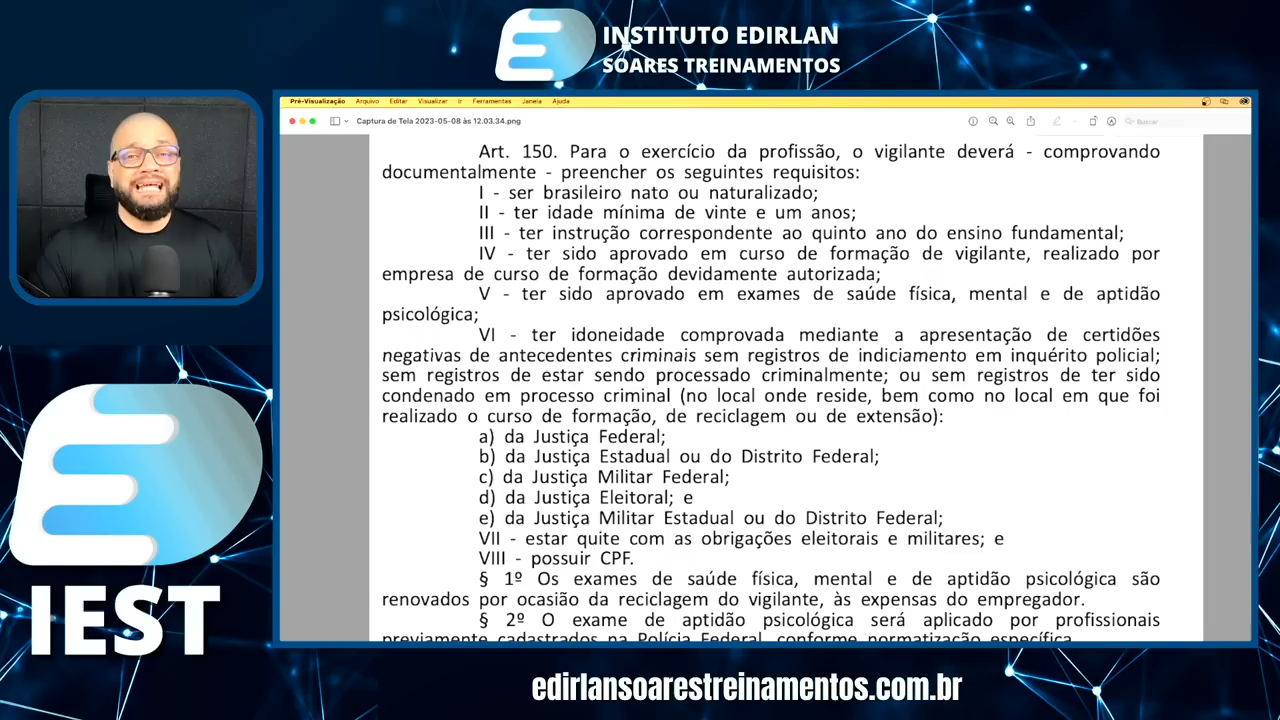 INSTITUTO EDIRLAN
SOARES TREINAMENTOS
Pré-Visualização Arquivo Editar Visualizar Ir Ferramentas Janela Ajuda
Captura de Tela 2023-05-08 às 12.03.34.png
Buscar
Art. 150. Para o exercício da profissão, o vigilante deverá - comprovando
documentalmente - preencher os seguintes requisitos:
I - ser brasileiro nato ou naturalizado;
II - ter idade mínima de vinte e um anos;
III - ter instrução correspondente ao quinto ano do ensino fundamental;
IV - ter sido aprovado em curso de formação de vigilante, realizado por
empresa de curso de formação devidamente autorizada;
V - ter sido aprovado em exames de saúde física, mental e de aptidão
psicológica;
VI - ter idoneidade comprovada mediante a apresentação de certidões
negativas de antecedentes criminais sem registros de indiciamento em inquérito policial;
sem registros de estar sendo processado criminalmente; ou sem registros de ter sido
condenado em processo criminal (no local onde reside, bem como no local em que foi
realizado o curso de formação, de reciclagem ou de extensão):
a) da Justiça Federal;
b) da Justiça Estadual ou do Distrito Federal;
c) da Justiça Militar Federal;
d) da Justiça Eleitoral; e
e) da Justiça Militar Estadual ou do Distrito Federal;
VII - estar quite com as obrigações eleitorais e militares; e
VIII - possuir CPF.
§ 1º Os exames de saúde física, mental e de aptidão psicológica são
renovados por ocasião da reciclagem do vigilante, às expensas do empregador.
§ 2º O exame de aptidão psicológica será aplicado por profissionais
previamente cadastrados na Polícia Federal, conforme normatização específica.
IEST
edirlansoarestreinamentos.com.br